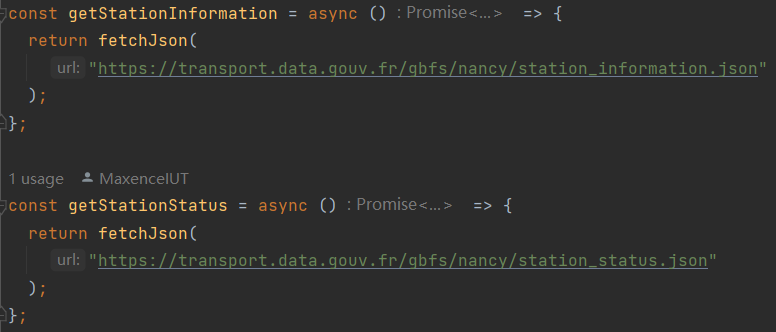 const getStationInformation = async () : Promise<...> => {
return fetchJson(
url: "https://transport.data.gouv.fr/gbfs/nancy/station_information.json"
);
};
1 usage MaxenceIUT
const getStationStatus = async () : Promise<...> => {
return fetchJson(
url: "https://transport.data.gouv.fr/gbfs/nancy/station_status.json"
);
};